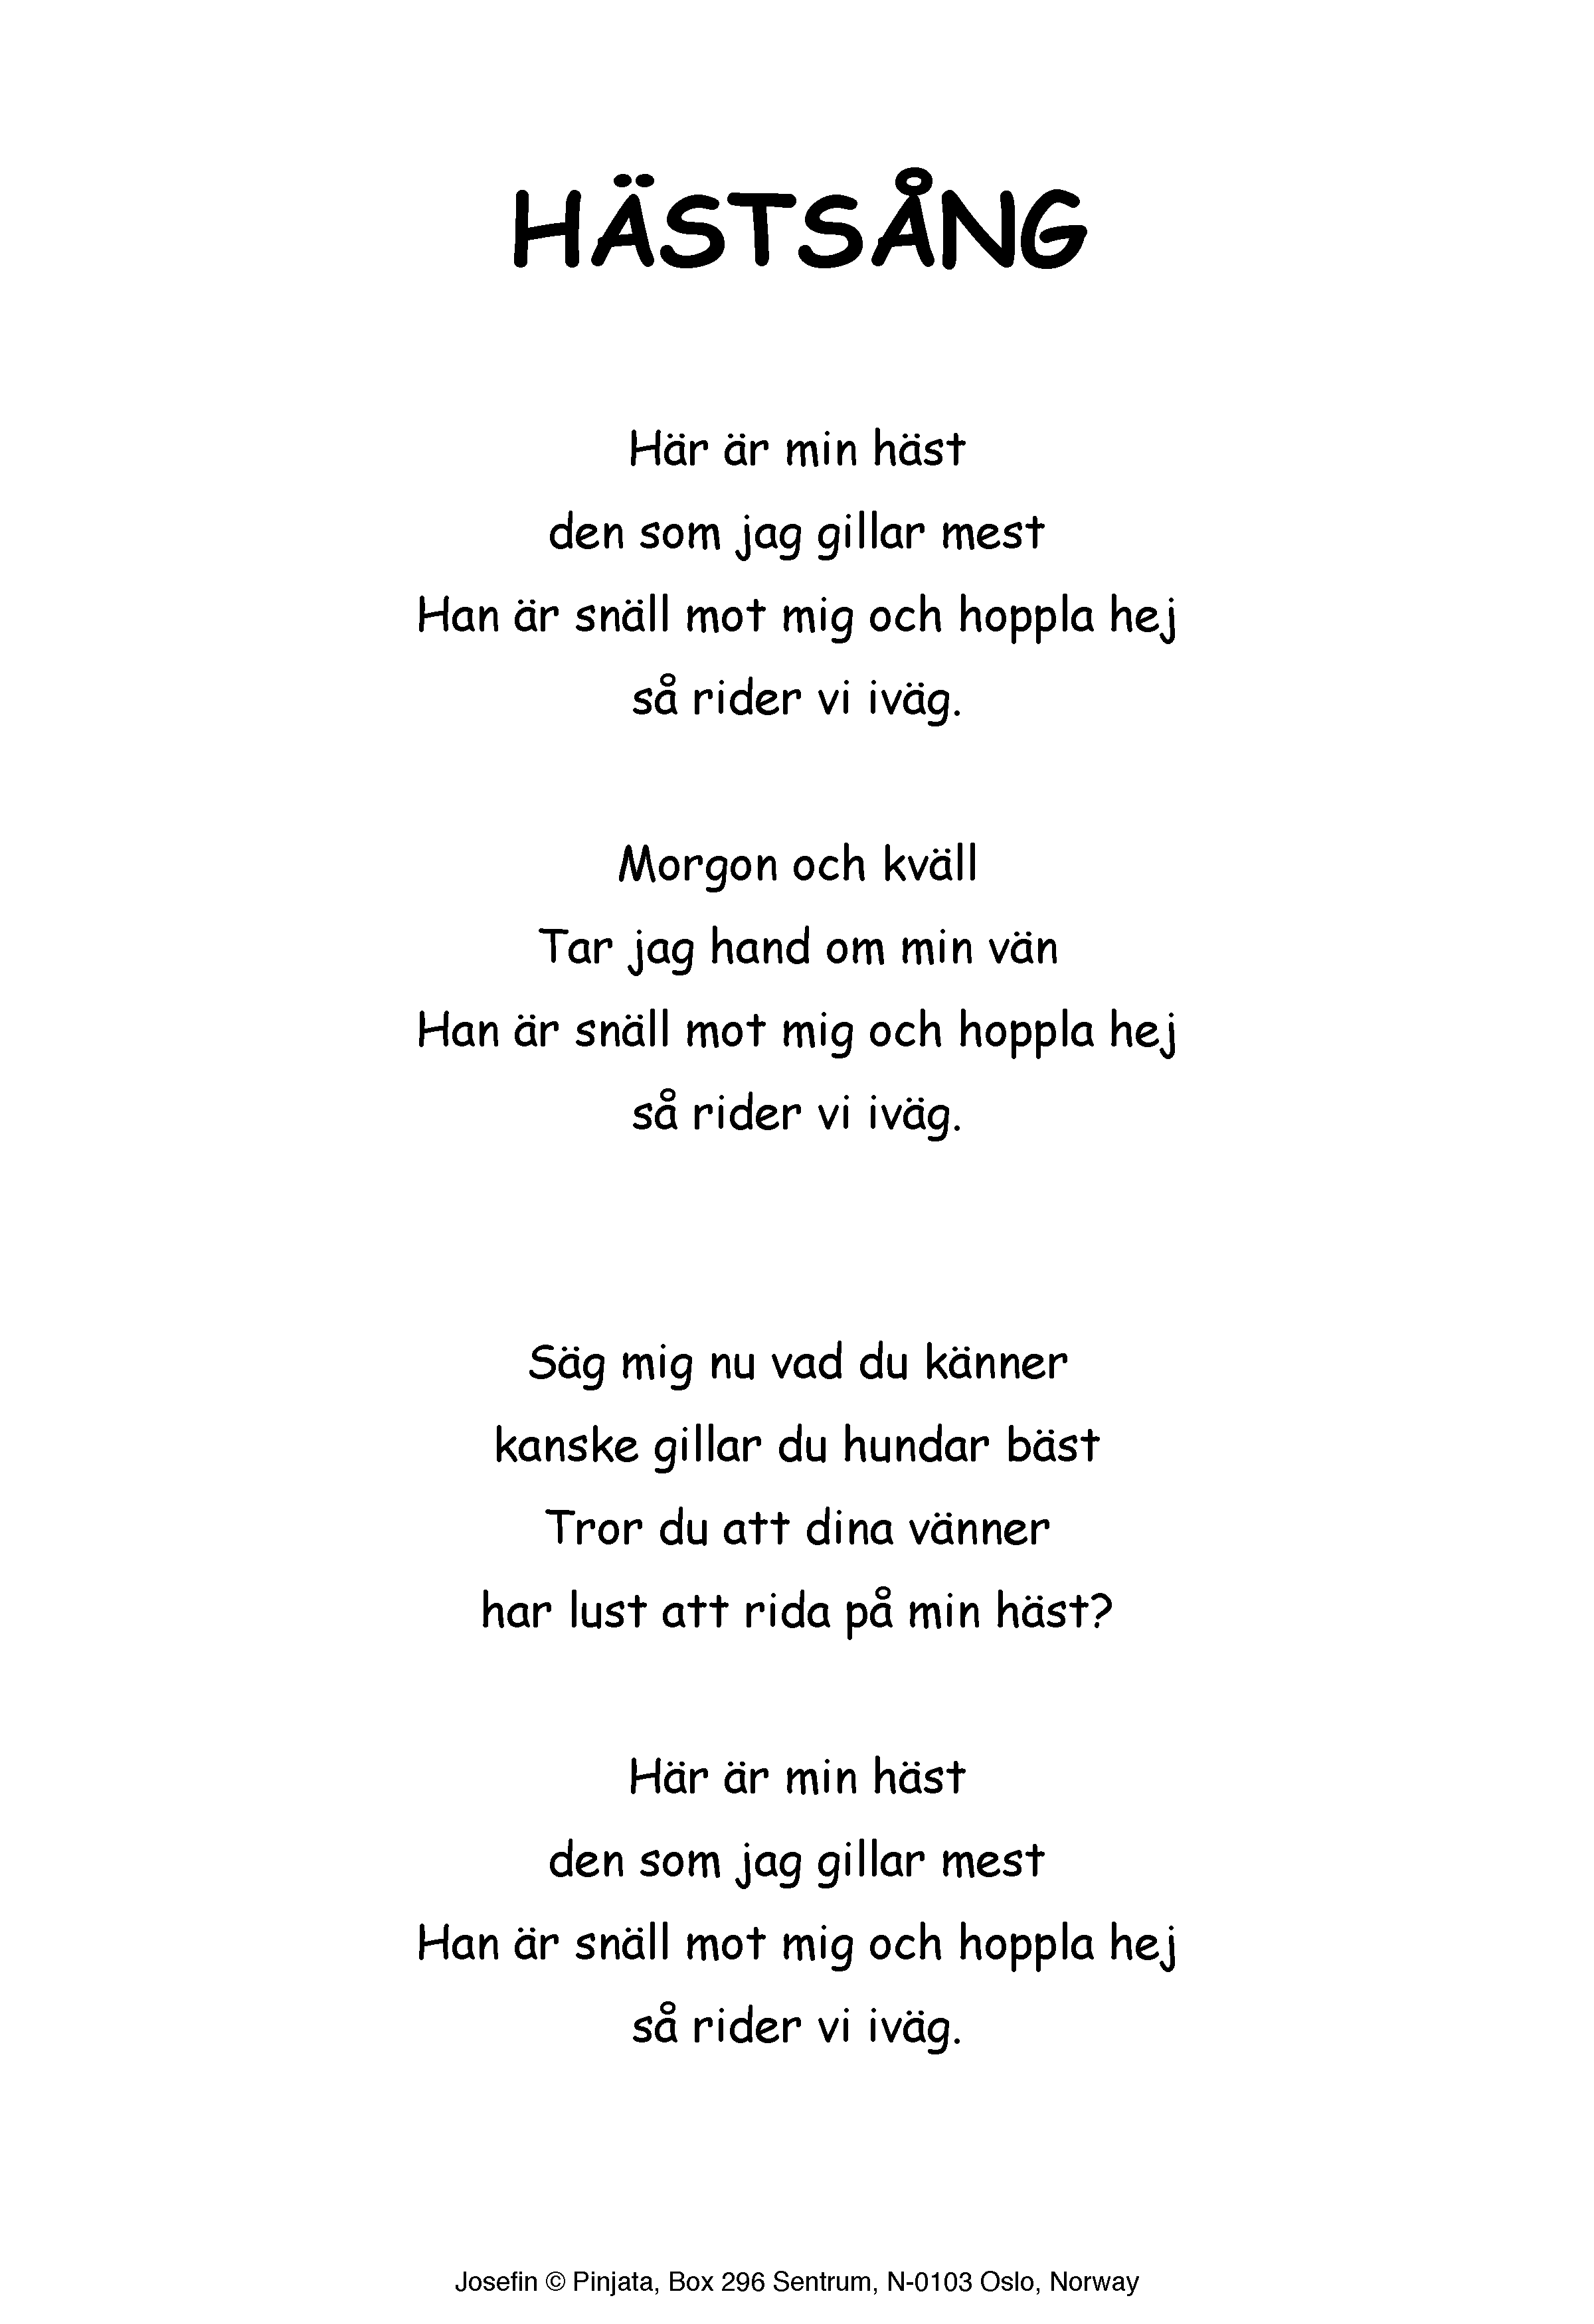 HÄSTSÅNG
Här är min häst
den som jag gillar mest
Han är snäll mot mig och hoppla hej
så rider vi iväg.
Morgon och kväll
Tar jag hand om min vän
Han är snäll mot mig och hoppla hej
så rider vi iväg.
Säg mig nu vad du känner
kanske gillar du hundar bäst
Tror du att dina vänner
har lust att rida på min häst?
Här är min häst
den som jag gillar mest
Han är snäll mot mig och hoppla hej
så rider vi iväg.
Josefin © Pinjata, Box 296 Sentrum, N-0103 Oslo, Norway